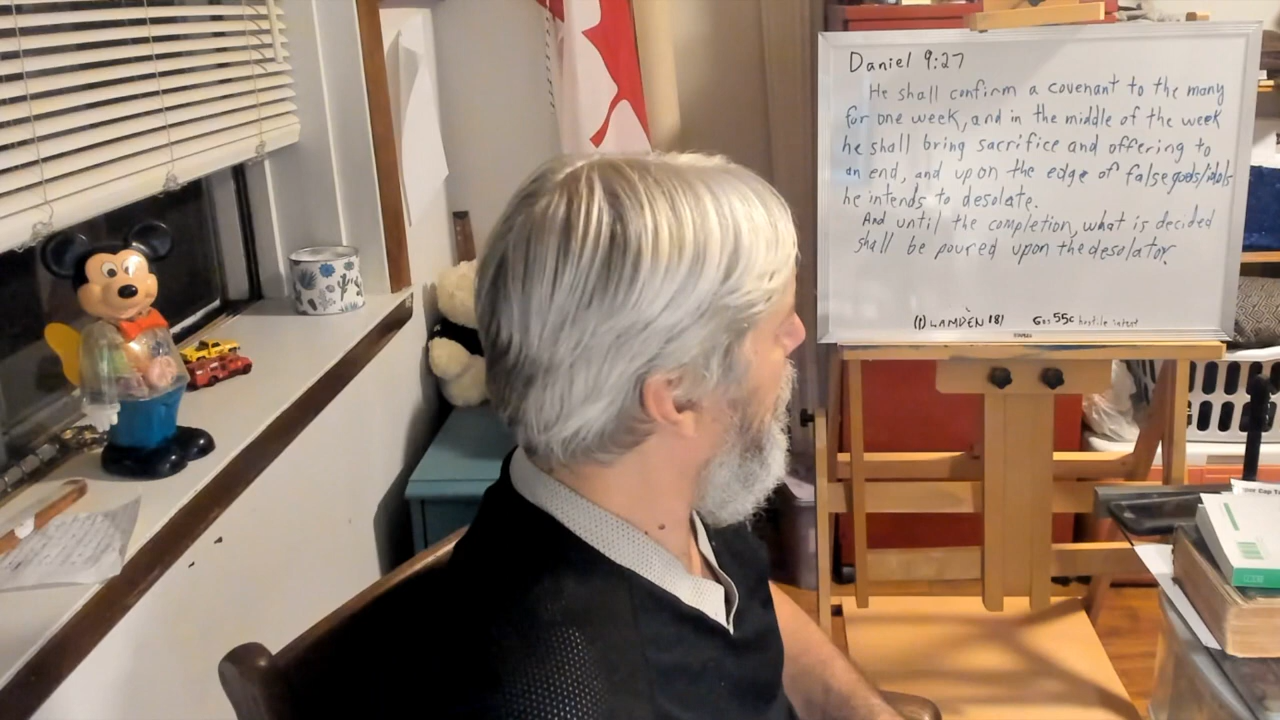 Daniel 9:27
He shall confirm a covenant to the many
for one week, and in the middle of the week
he shall bring sacrifice and offering to
an end, and upon the edge of false gods/idols
he intends to desolate.
And until the completion, what is decided
shall be poured upon the desolator.
(1) LAMDEN 181 G85 55c hostile intent
STAPLES